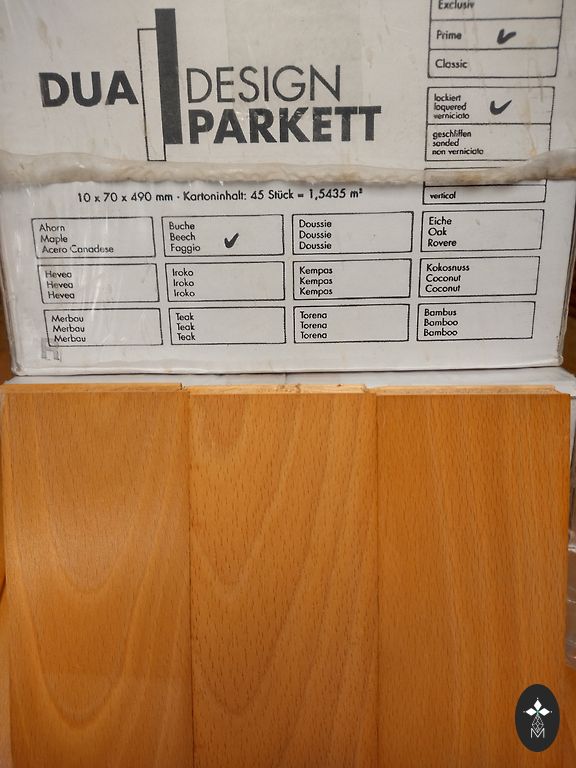 Exclusiv
Prime
Classic
DUA DESIGN
PARKETT
lackiert
laquered
verniciato
geschliffen
sanded
non verniciato
vertical
10 x 70 x 490 mm · Kartoninhalt: 45 Stück = 1,5435 m²
Ahorn
Maple
Acero Canadese
Buche
Beech
Faggio
Doussie
Doussie
Doussie
Eiche
Oak
Rovere
Hevea
Hevea
Hevea
Iroko
Iroko
Iroko
Kempas
Kempas
Kempas
Kokosnuss
Coconut
Coconut
Merbau
Merbau
Merbau
Teak
Teak
Teak
Torena
Torena
Torena
Bambus
Bamboo
Bamboo
H
M